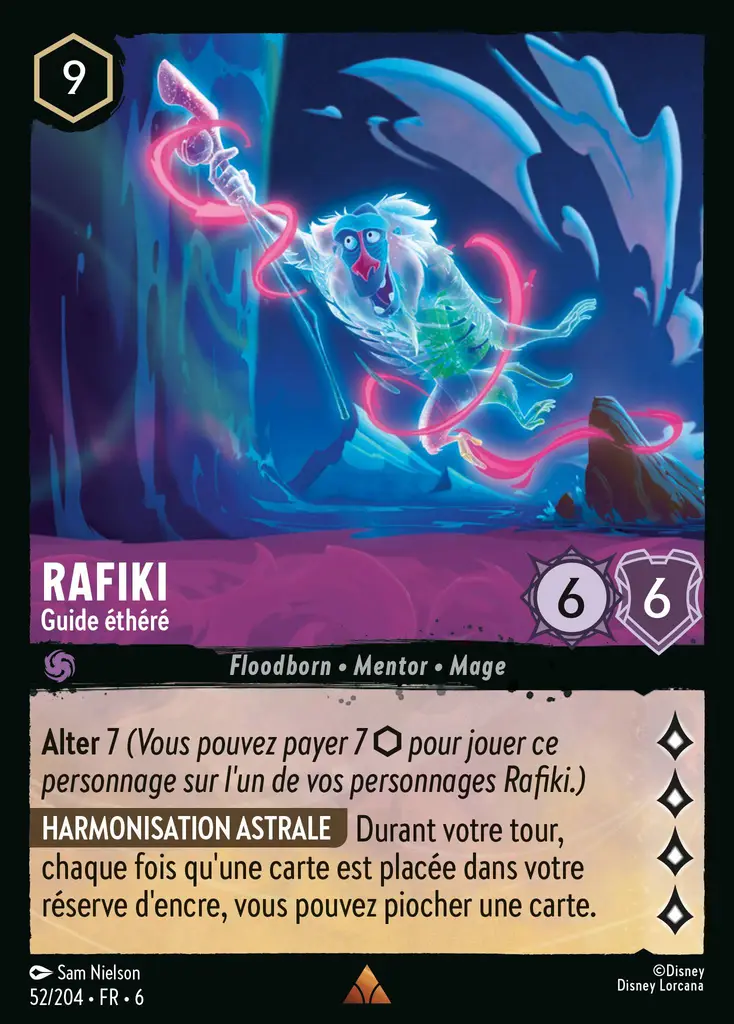 9
RAFIKI
Guide éthéré
6
6
Floodborn • Mentor • Mage
Alter 7 (Vous pouvez payer 7 pour jouer ce
personnage sur l'un de vos personnages Rafiki.)
HARMONISATION ASTRALE Durant votre tour,
chaque fois qu'une carte est placée dans votre
réserve d'encre, vous pouvez piocher une carte.
Sam Nielson
52/204 • FR • 6
©Disney
Disney Lorcana